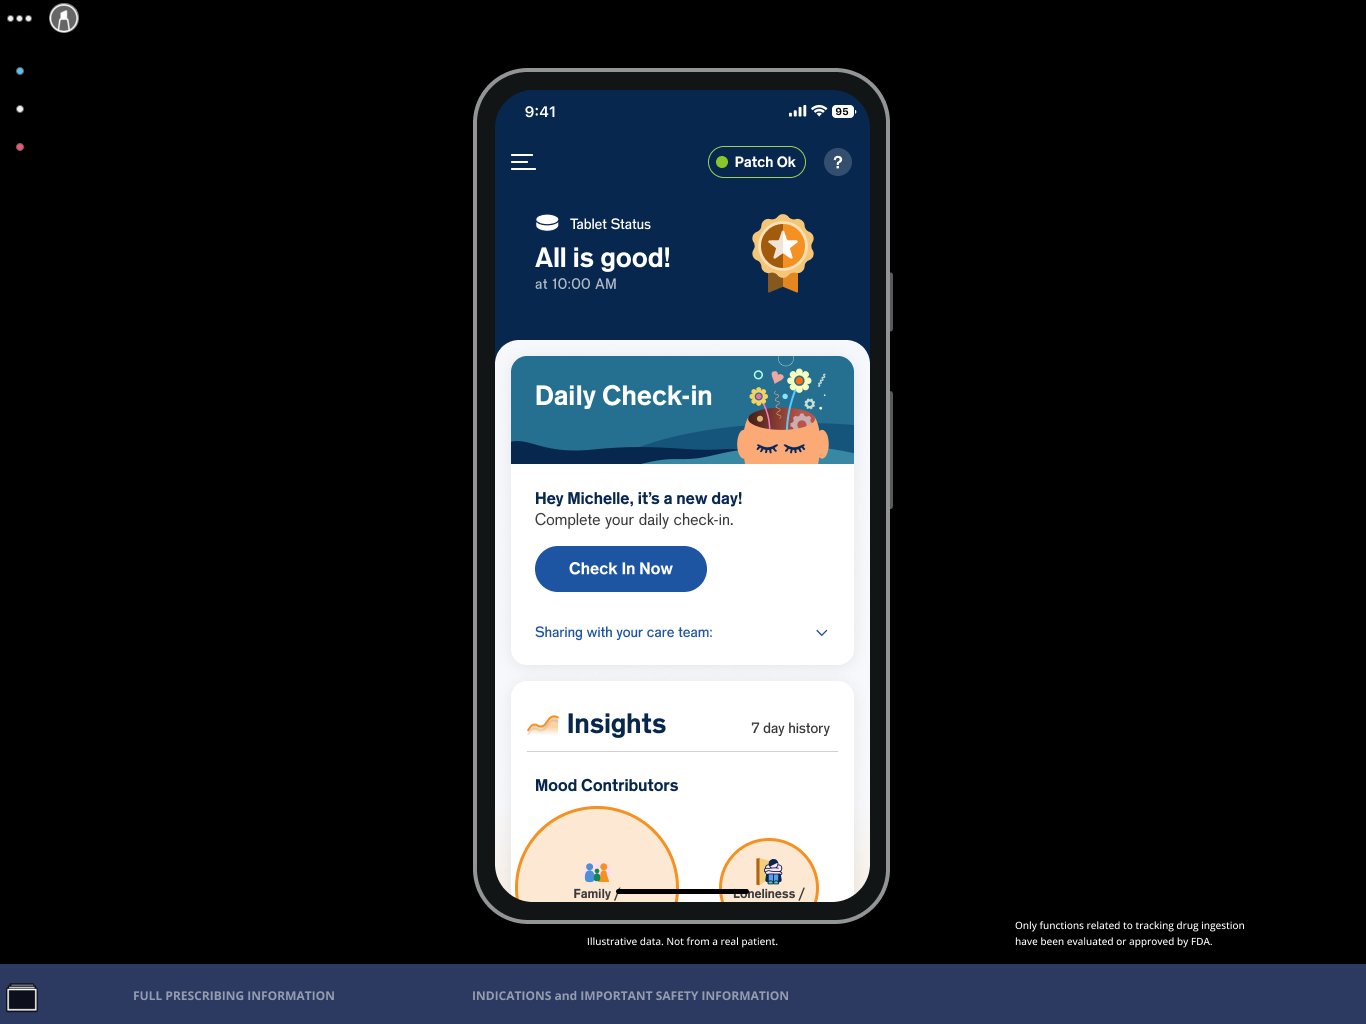 9:41
95
Patch Ok
?
Tablet Status
All is good!
at 10:00 AM
Daily Check-in
Hey Michelle, it’s a new day!
Complete your daily check-in.
Check In Now
Sharing with your care team:
Insights
7 day history
Mood Contributors
Family /
Loneliness /
Only functions related to tracking drug ingestion
have been evaluated or approved by FDA.
Illustrative data. Not from a real patient.
FULL PRESCRIBING INFORMATION
INDICATIONS and IMPORTANT SAFETY INFORMATION